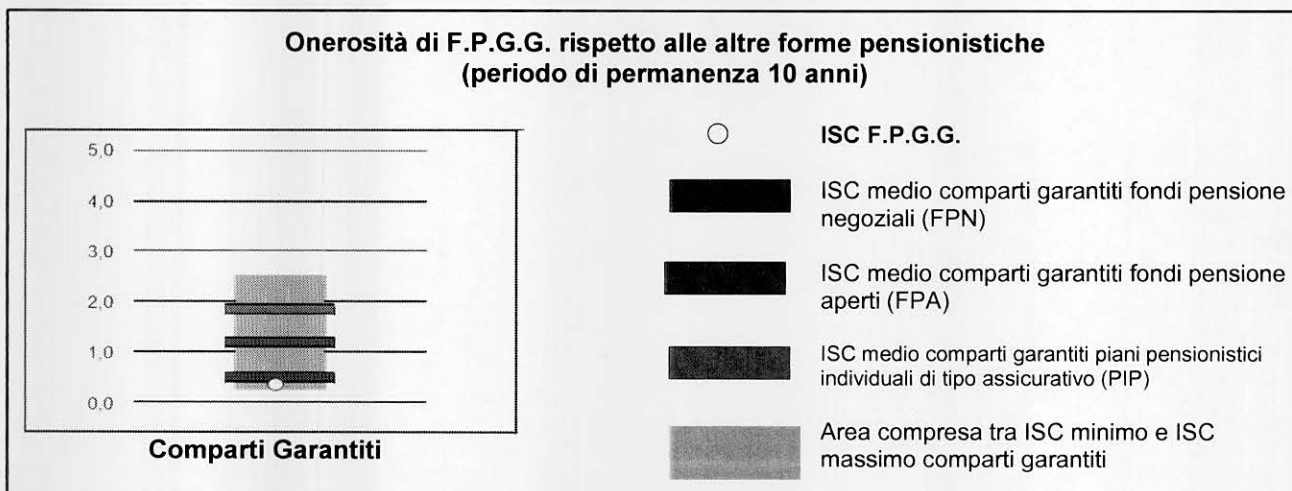 Onerosità di F.P.G.G. rispetto alle altre forme pensionistiche
(periodo di permanenza 10 anni)
5,0
4,0
3,0
2,0
1,0
0,0
Comparti Garantiti
ISC F.P.G.G.
ISC medio comparti garantiti fondi pensione
negoziali (FPN)
ISC medio comparti garantiti fondi pensione
aperti (FPA)
ISC medio comparti garantiti piani pensionistici
individuali di tipo assicurativo (PIP)
Area compresa tra ISC minimo e ISC
massimo comparti garantiti